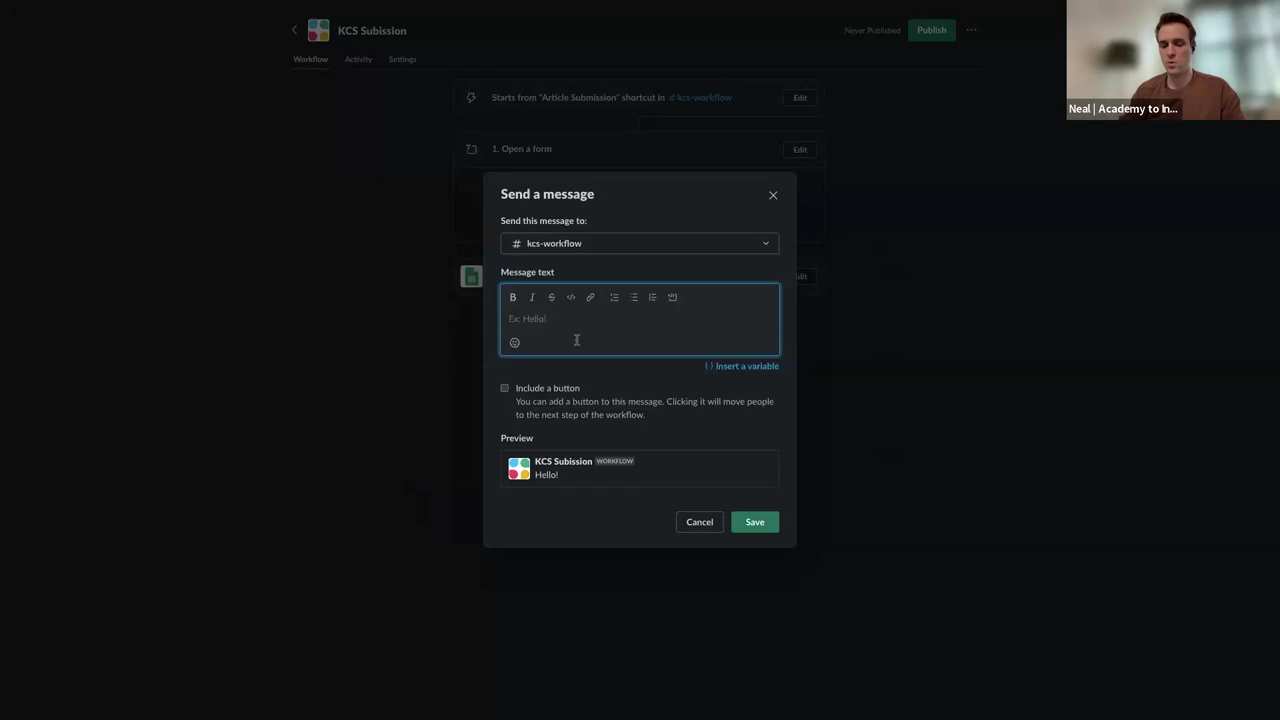 KCS Subission
Never Published
Publish
Workflow
Activity
Settings
Starts from "Article Submission" shortcut in # kcs-workflow
Edit
1. Open a form
Edit
Send a message
Send this message to:
# kcs-workflow
Message text
Ex: Hello!
{ } Insert a variable
Include a button
You can add a button to this message. Clicking it will move people
to the next step of the workflow.
Preview
KCS Subission WORKFLOW
Hello!
Cancel
Save
Neal | Academy to In...